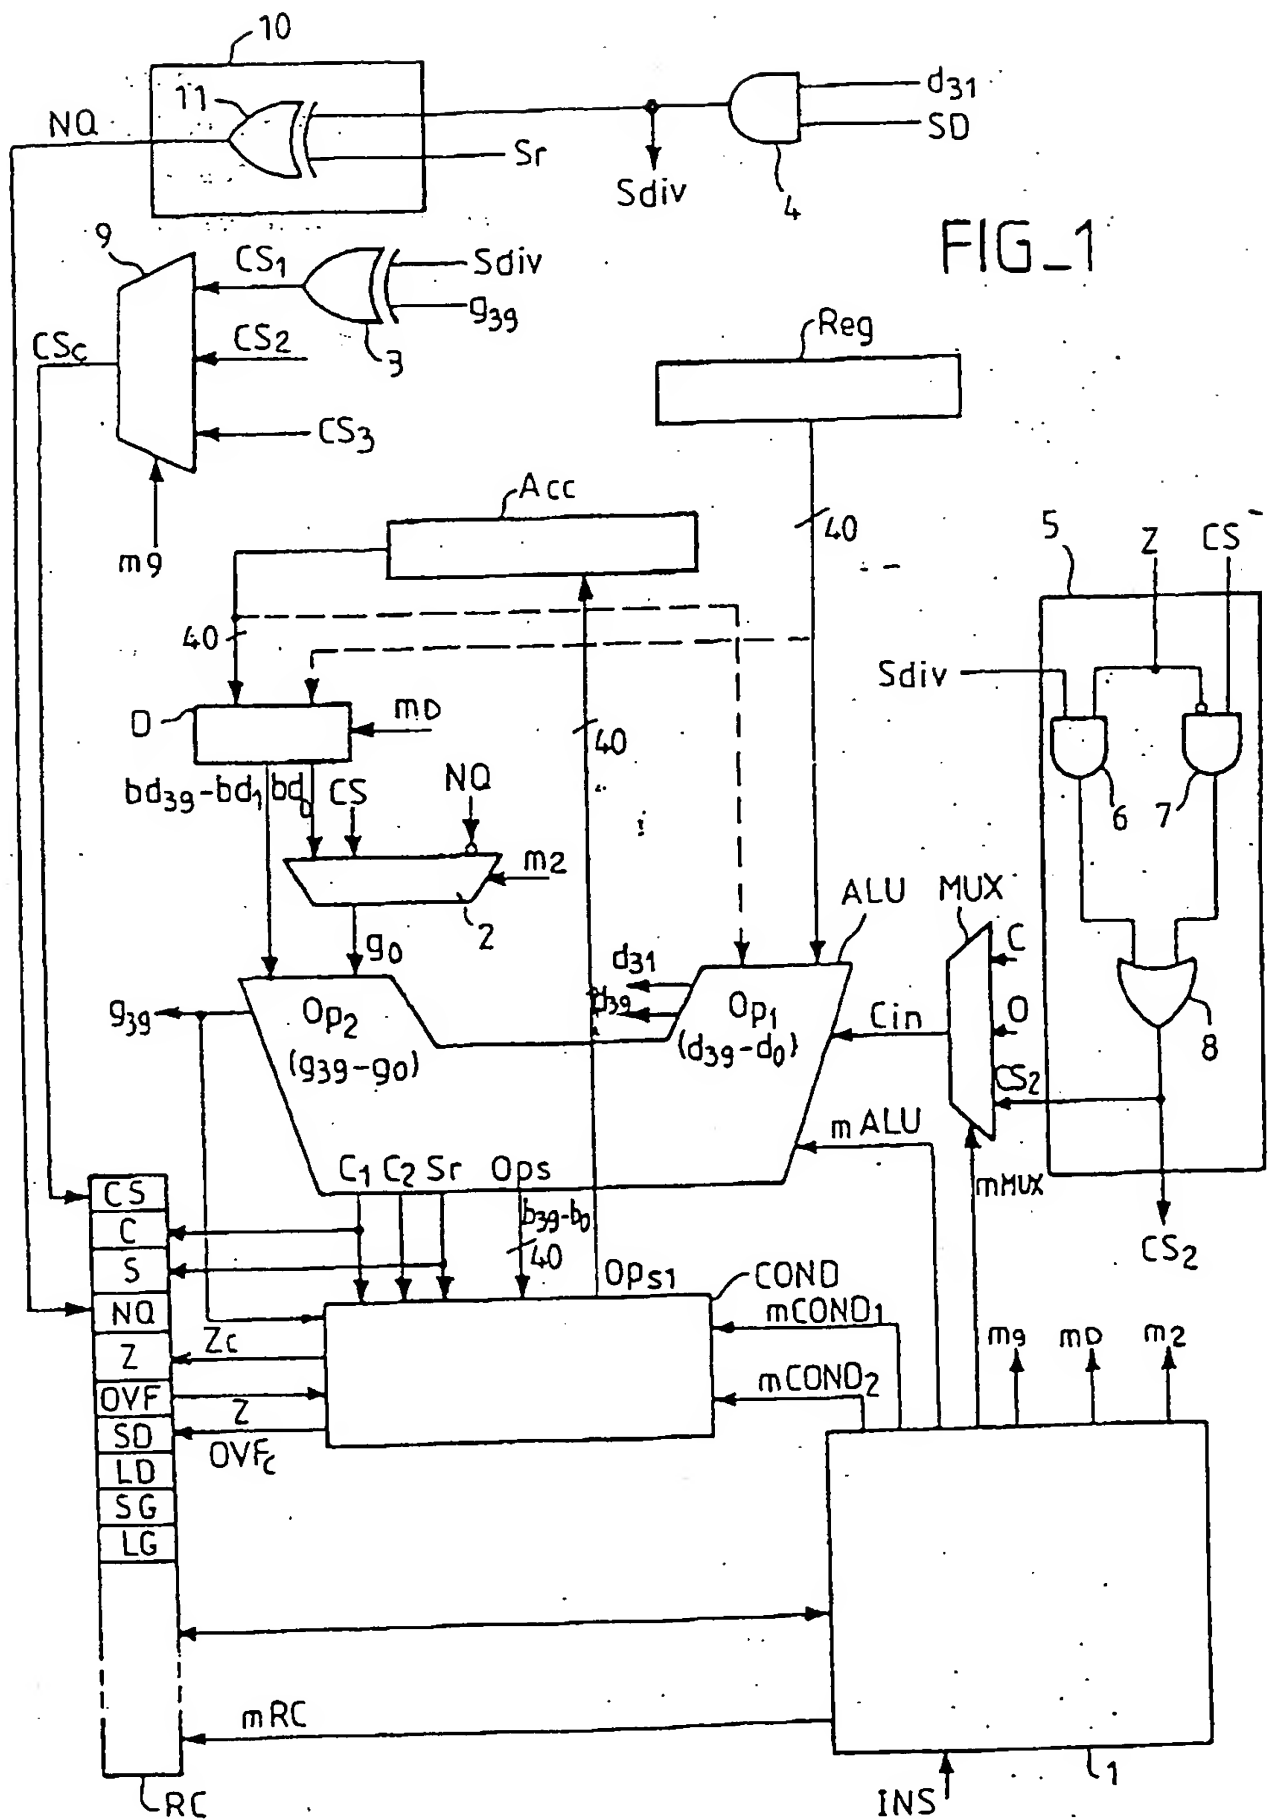 10
11
NQ
d31
SD
Sr
Sdiv
4
FIG_1
9
CS1
Sdiv
g39
3
CSc
CS2
CS3
m9
Reg
Acc
40
5
Z
CS
40
Sdiv
D
mD
40
bd39-bd1
bd0
CS
NQ
m2
2
6
7
g0
ALU
MUX
C
d31
d39
g39
Op2
(g39-g0)
Op1
(d39-d0)
Cin
0
8
CS2
mALU
mMUX
C1
C2
Sr
Ops
b39-b0
40
CS2
CS
C
S
NQ
Z
OVF
SD
LD
SG
LG
Ops1
COND
mCOND1
mCOND2
Zc
Z
OVFc
m9
mD
m2
mRC
RC
INS
1